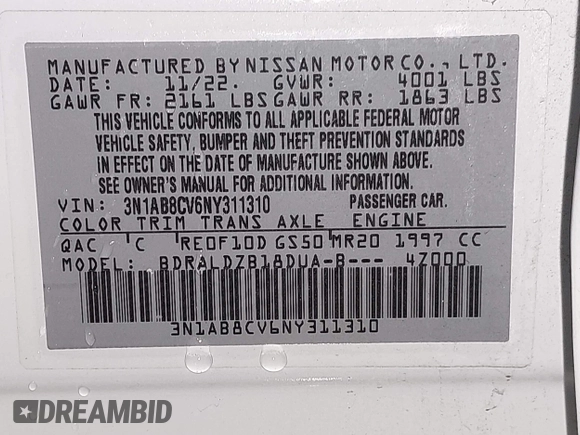 MANUFACTURED BY NISSAN MOTOR CO., LTD.
DATE: 11/22. GVWR: 4001 LBS
GAWR FR: 2161 LBS GAWR RR: 1863 LBS
THIS VEHICLE CONFORMS TO ALL APPLICABLE FEDERAL MOTOR
VEHICLE SAFETY, BUMPER AND THEFT PREVENTION STANDARDS
IN EFFECT ON THE DATE OF MANUFACTURE SHOWN ABOVE.
SEE OWNER'S MANUAL FOR ADDITIONAL INFORMATION.
VIN: 3N1AB8CV6NY311310 PASSENGER CAR.
COLOR TRIM TRANS AXLE ENGINE
QAC C RE0F10D GS50 MR20 1997 CC
MODEL: BDRALDZB18DUA-B--- 4Z000
3N1AB8CV6NY311310
DREAMBID